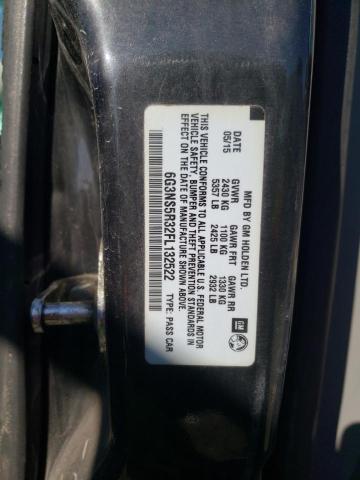 MFD BY GM HOLDEN LTD.
DATE GVWR GAWR FRT GAWR RR
05/15 2430 KG 1100 KG 1330 KG
5357 LB 2425 LB 2932 LB
THIS VEHICLE CONFORMS TO ALL APPLICABLE U.S. FEDERAL MOTOR
VEHICLE SAFETY, BUMPER AND THEFT PREVENTION STANDARDS IN
EFFECT ON THE DATE OF MANUFACTURE SHOWN ABOVE.
6G3NS5R32FL132522
TYPE: PASS CAR
GM